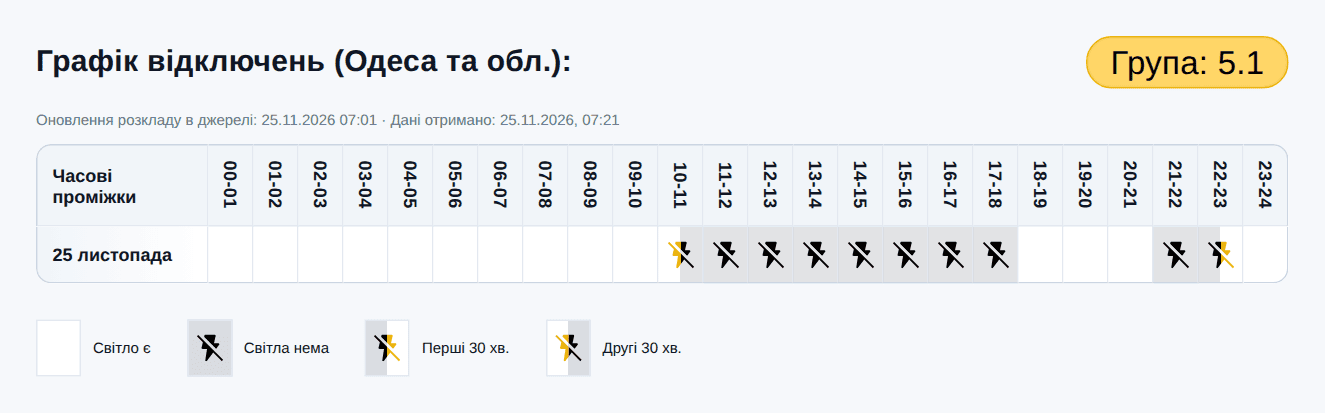 Графік відключень (Одеса та обл.):
Група: 5.1
Оновлення розкладу в джерелі: 25.11.2026 07:01 · Дані отримано: 25.11.2026, 07:21
Часові
проміжки
00-01
01-02
02-03
03-04
04-05
05-06
06-07
07-08
08-09
09-10
10-11
11-12
12-13
13-14
14-15
15-16
16-17
17-18
18-19
19-20
20-21
21-22
22-23
23-24
25 листопада
Світло є
Світла нема
Перші 30 хв.
Другі 30 хв.